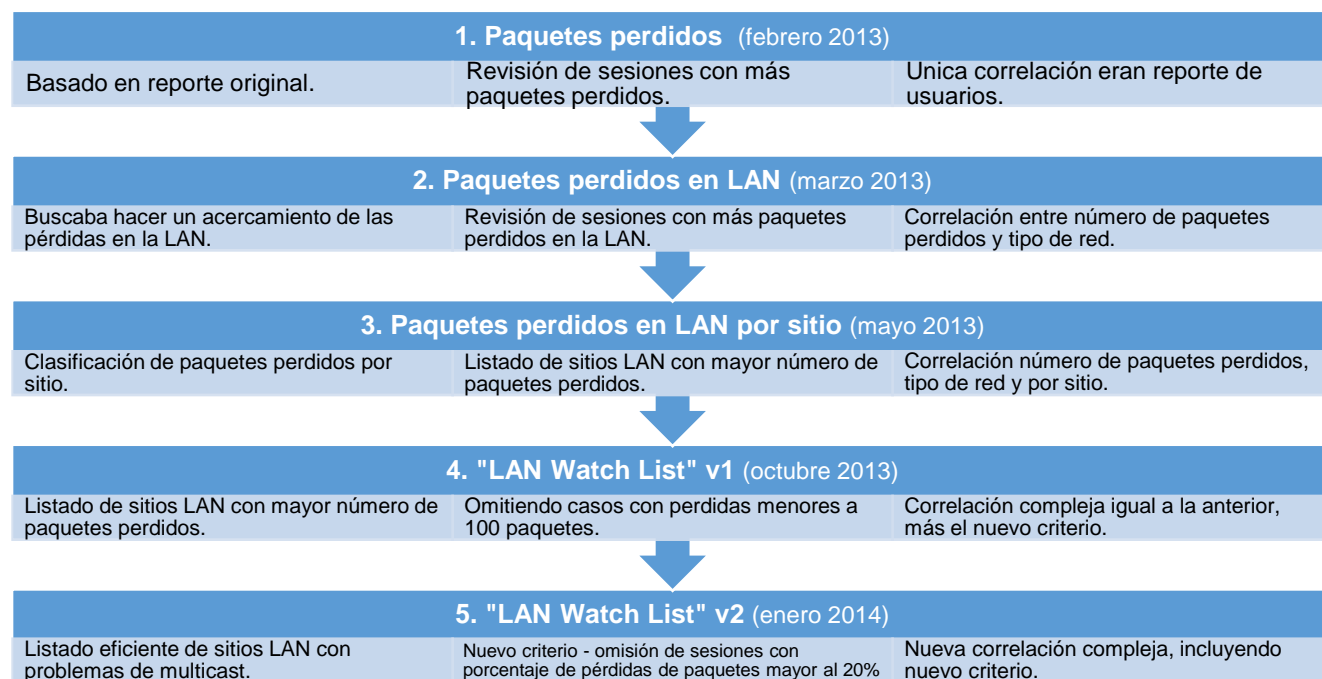 1. Paquetes perdidos (febrero 2013)
Basado en reporte original.
Revisión de sesiones con más
paquetes perdidos.
Unica correlación eran reporte de
usuarios.
2. Paquetes perdidos en LAN (marzo 2013)
Buscaba hacer un acercamiento de las
pérdidas en la LAN.
Revisión de sesiones con más paquetes
perdidos en la LAN.
Correlación entre número de paquetes
perdidos y tipo de red.
3. Paquetes perdidos en LAN por sitio (mayo 2013)
Clasificación de paquetes perdidos por
sitio.
Listado de sitios LAN con mayor número de
paquetes perdidos.
Correlación número de paquetes perdidos,
tipo de red y por sitio.
4. "LAN Watch List" v1 (octubre 2013)
Listado de sitios LAN con mayor número de
paquetes perdidos.
Omitiendo casos con perdidas menores a
100 paquetes.
Correlación compleja igual a la anterior,
más el nuevo criterio.
5. "LAN Watch List" v2 (enero 2014)
Listado eficiente de sitios LAN con
problemas de multicast.
Nuevo criterio - omisión de sesiones con
porcentaje de pérdidas de paquetes mayor al 20%
Nueva correlación compleja, incluyendo
nuevo criterio.